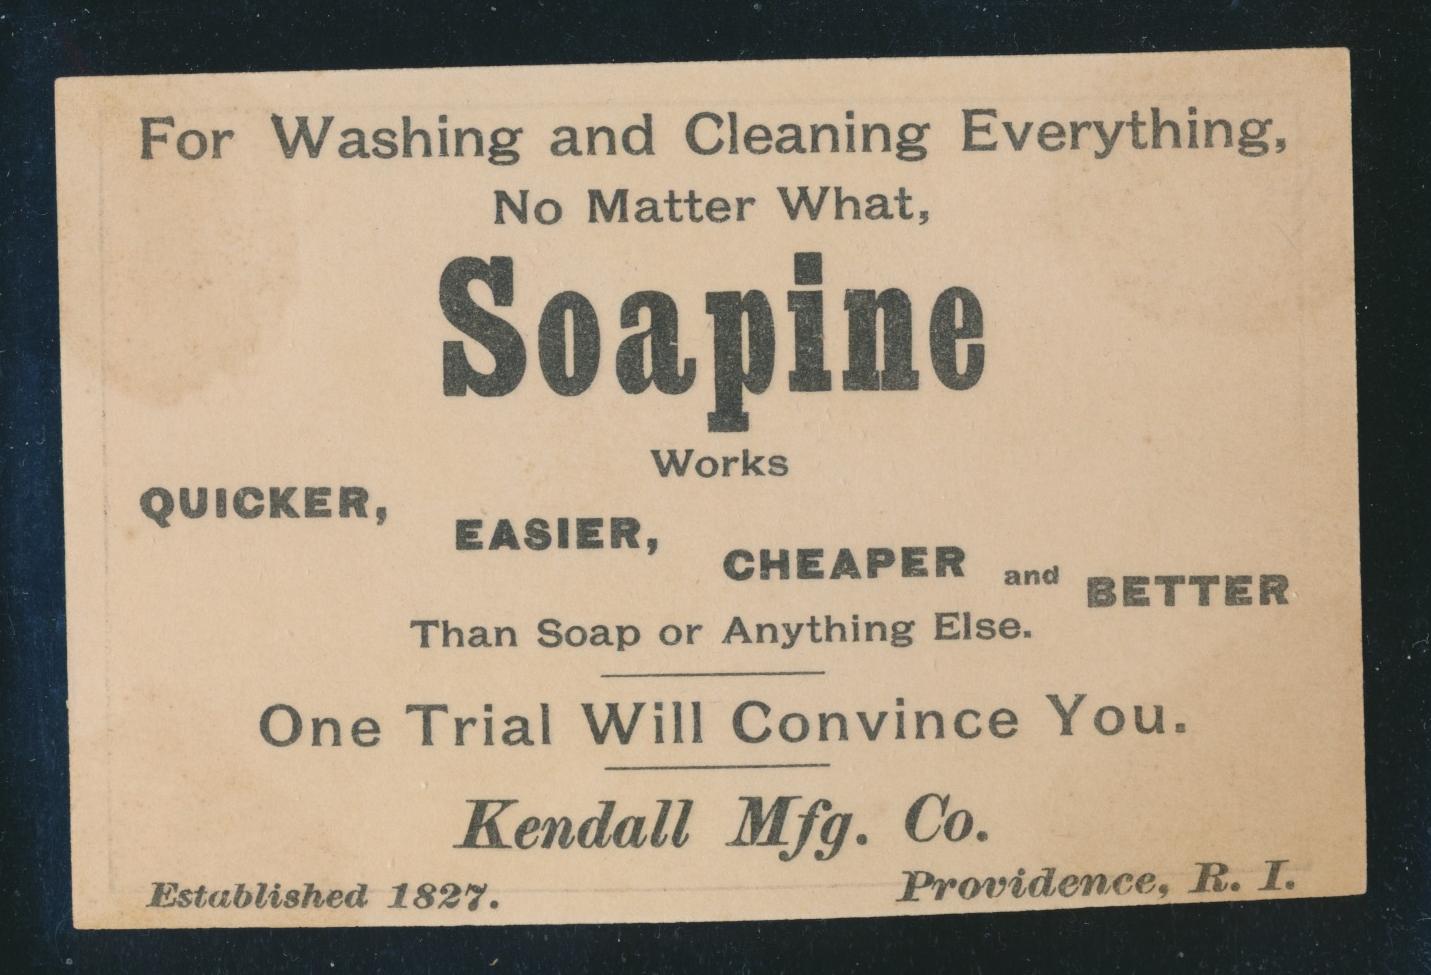 For Washing and Cleaning Everything,
No Matter What,
Soapine
Works
QUICKER, EASIER, CHEAPER and BETTER
Than Soap or Anything Else.
One Trial Will Convince You.
Kendall Mfg. Co.
Established 1827. Providence, R. I.